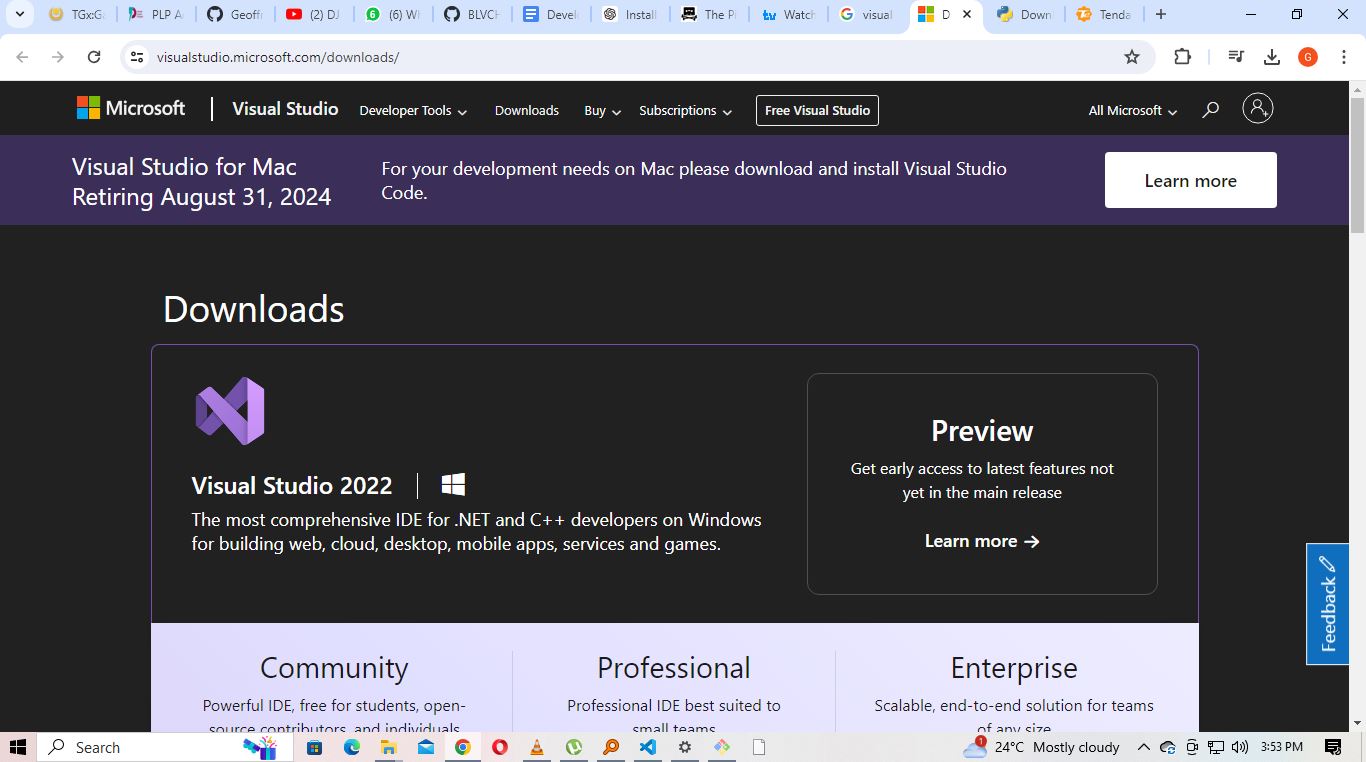 TGx:Ga
PLP A
Geoff
(2) DJ
(6) W
BLVCH
Devel
Install
The Pi
Watch
visual
D
Down
Tenda
visualstudio.microsoft.com/downloads/
G
Microsoft
Visual Studio
Developer Tools
Downloads
Buy
Subscriptions
Free Visual Studio
All Microsoft
Visual Studio for Mac
Retiring August 31, 2024
For your development needs on Mac please download and install Visual Studio
Code.
Learn more
Downloads
Visual Studio 2022
The most comprehensive IDE for .NET and C++ developers on Windows
for building web, cloud, desktop, mobile apps, services and games.
Preview
Get early access to latest features not
yet in the main release
Learn more →
Feedback
Community
Powerful IDE, free for students, open-
source contributors, and individuals
Professional
Professional IDE best suited to
small teams
Enterprise
Scalable, end-to-end solution for teams
of any size
Search
1
24°C Mostly cloudy
3:53 PM